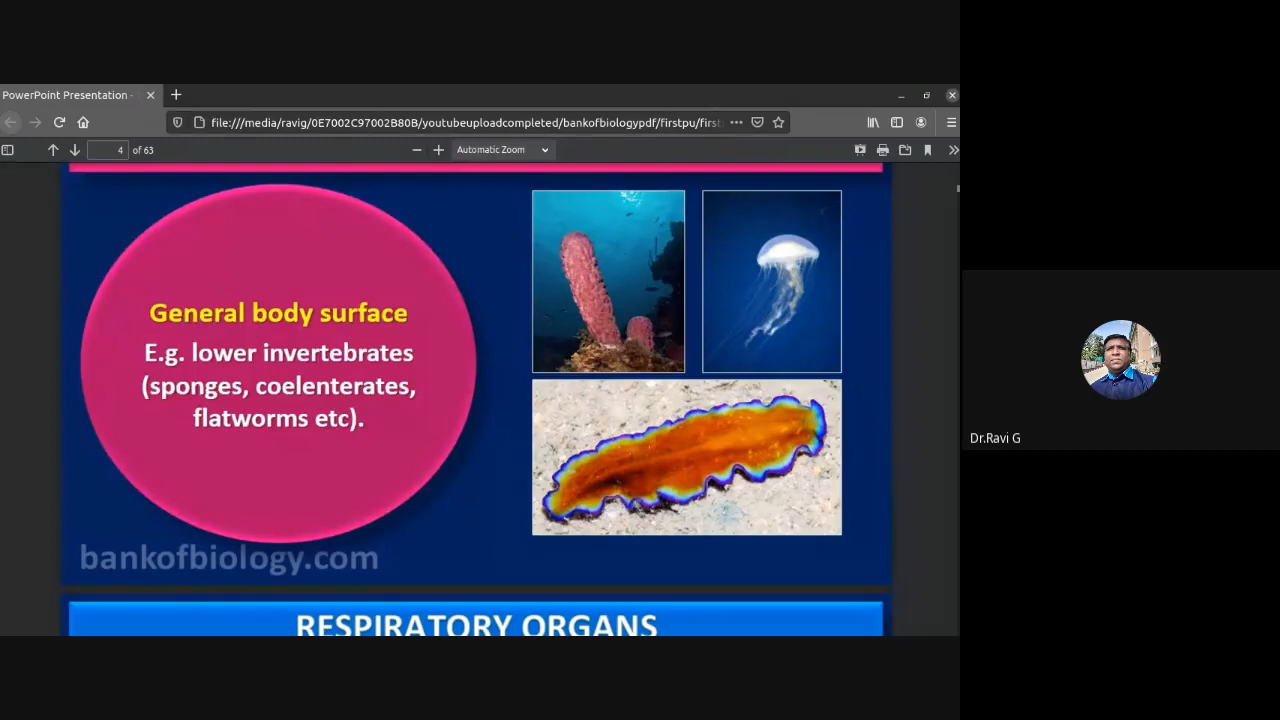 PowerPoint Presentation -
file:///media/ravig/0E7002C97002B80B/youtubeuploadcompleted/bankofbiologypdf/firstpu/first
4 of 63
Automatic Zoom
General body surface
E.g. lower invertebrates
(sponges, coelenterates,
flatworms etc).
bankofbiology.com
RESPIRATORY ORGANS
Dr.Ravi G